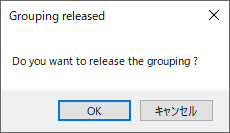 Grouping released
Do you want to release the grouping ?
OK
キャンセル